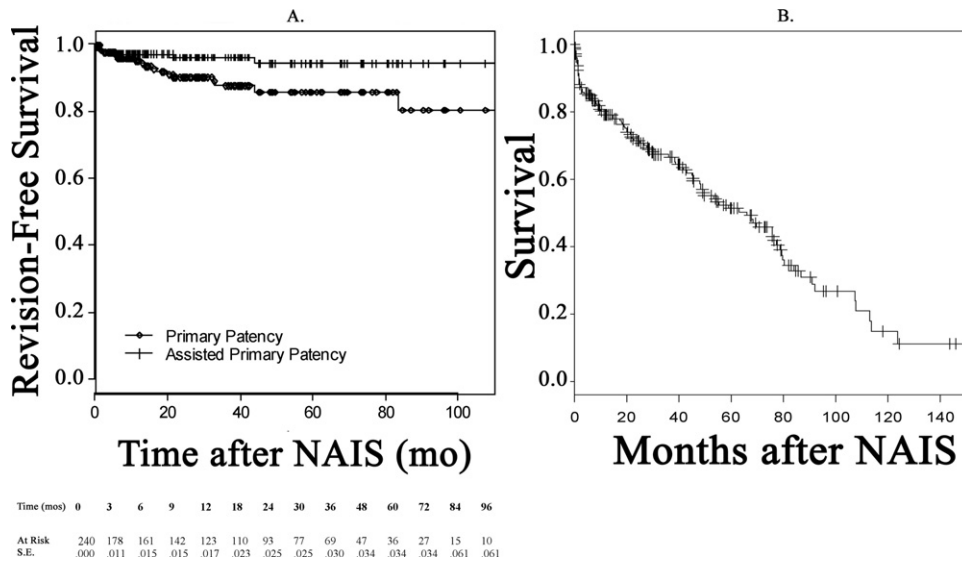 A.
Revision-Free Survival
1.0
0.8
0.6
0.4
0.2
0.0
Primary Patency
Assisted Primary Patency
0 20 40 60 80 100
Time after NAIS (mo)
Time (mos) 0 3 6 9 12 18 24 30 36 48 60 72 84 96
At Risk 240 178 161 142 123 110 93 77 69 47 36 27 15 10
S.E. .000 .011 .015 .015 .017 .023 .025 .025 .030 .034 .034 .034 .061 .061
B.
Survival
1.0
0.8
0.6
0.4
0.2
0.0
0 20 40 60 80 100 120 140
Months after NAIS